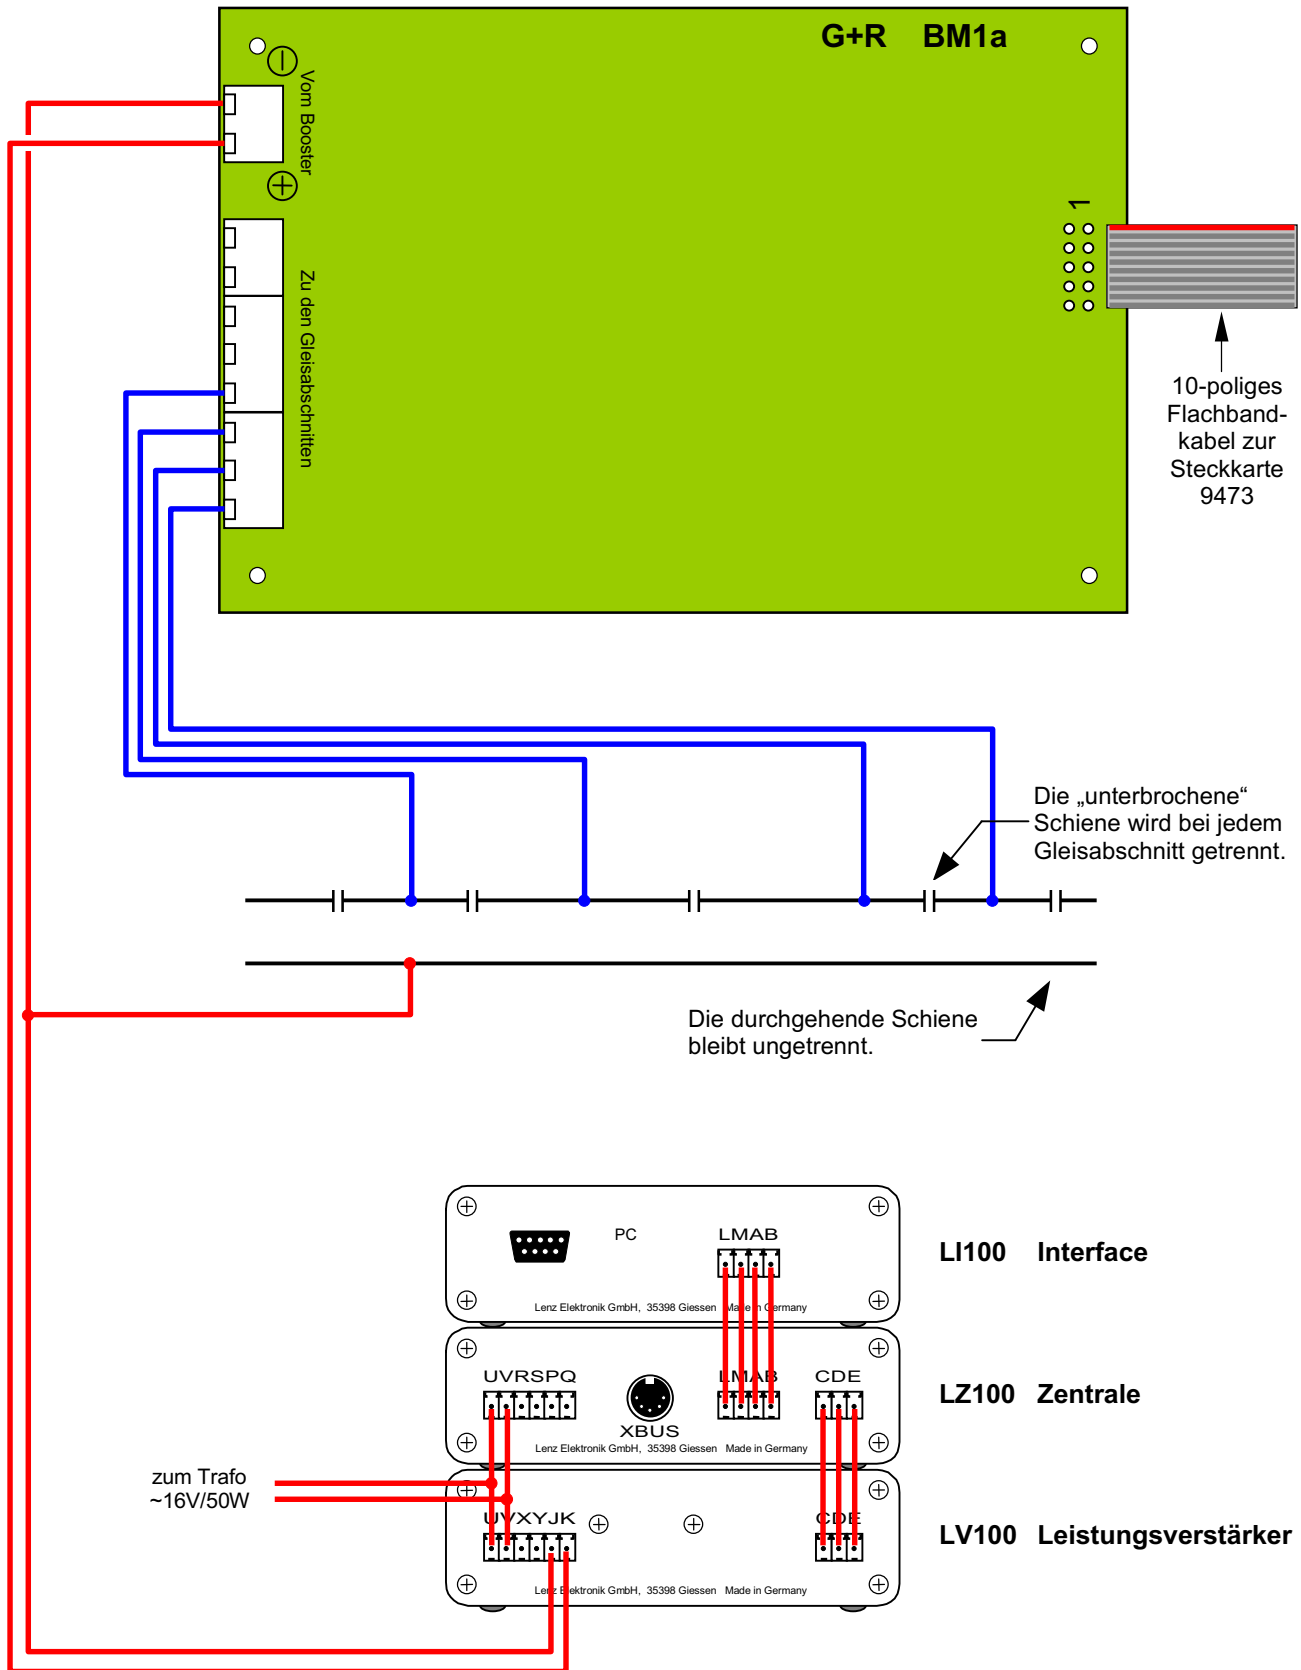 G+R BM1a
Vom Booster
1
Zu den Gleisabschnitten
10-poliges
Flachband-
kabel zur
Steckkarte
9473
Die „unterbrochene“
Schiene wird bei jedem
Gleisabschnitt getrennt.
Die durchgehende Schiene
bleibt ungetrennt.
PC
LMAB
Lenz Elektronik GmbH, 35398 Giessen Made in Germany
LI100 Interface
UVRSPQ
XBUS
LMAB
CDE
Lenz Elektronik GmbH, 35398 Giessen Made in Germany
LZ100 Zentrale
zum Trafo
~16V/50W
UVXYJK
CDE
Lenz Elektronik GmbH, 35398 Giessen Made in Germany
LV100 Leistungsverstärker